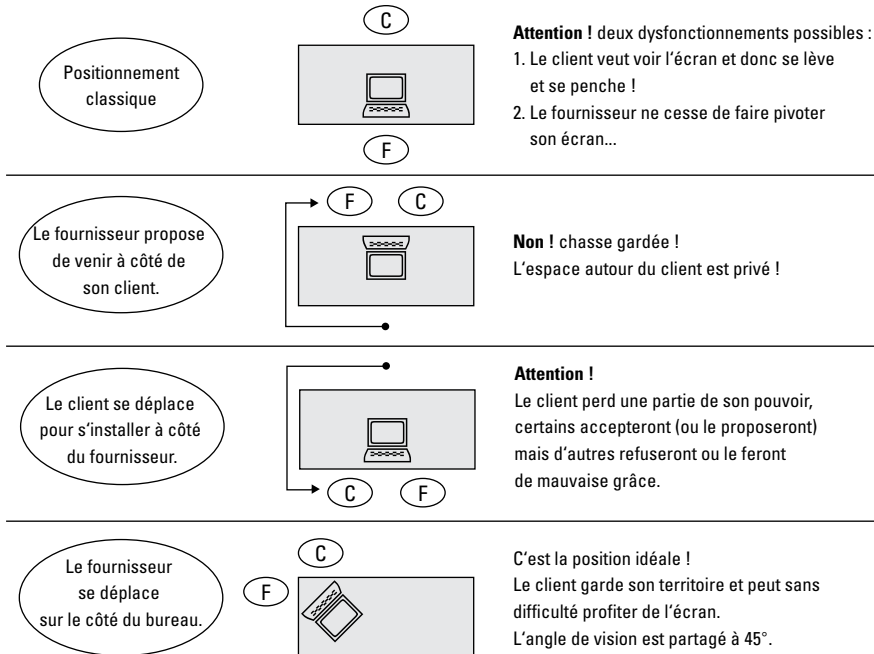 Positionnement
classique
C
F
Attention ! deux dysfonctionnements possibles :
1. Le client veut voir l’écran et donc se lève
et se penche !
2. Le fournisseur ne cesse de faire pivoter
son écran...
Le fournisseur propose
de venir à côté de
son client.
F C
Non ! chasse gardée !
L’espace autour du client est privé !
Le client se déplace
pour s’installer à côté
du fournisseur.
C F
Attention !
Le client perd une partie de son pouvoir,
certains accepteront (ou le proposeront)
mais d’autres refuseront ou le feront
de mauvaise grâce.
Le fournisseur
se déplace
sur le côté du bureau.
C
F
C’est la position idéale !
Le client garde son territoire et peut sans
difficulté profiter de l’écran.
L’angle de vision est partagé à 45°.